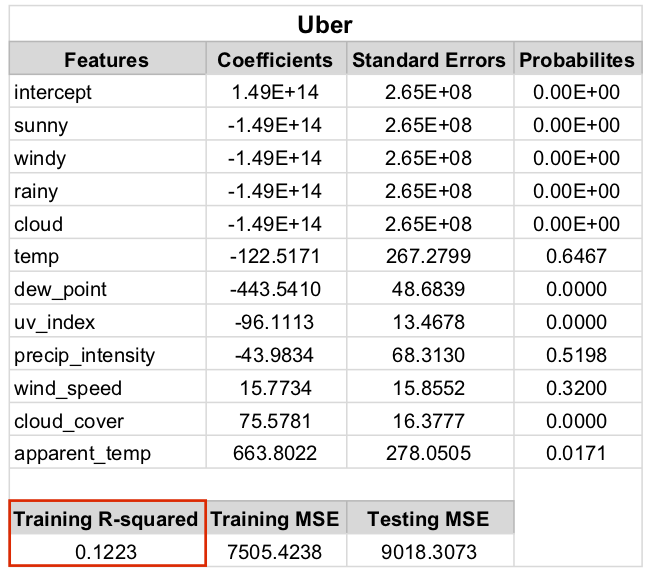 Uber
Features Coefficients Standard Errors Probabilites
intercept 1.49E+14 2.65E+08 0.00E+00
sunny -1.49E+14 2.65E+08 0.00E+00
windy -1.49E+14 2.65E+08 0.00E+00
rainy -1.49E+14 2.65E+08 0.00E+00
cloud -1.49E+14 2.65E+08 0.00E+00
temp -122.5171 267.2799 0.6467
dew_point -443.5410 48.6839 0.0000
uv_index -96.1113 13.4678 0.0000
precip_intensity -43.9834 68.3130 0.5198
wind_speed 15.7734 15.8552 0.3200
cloud_cover 75.5781 16.3777 0.0000
apparent_temp 663.8022 278.0505 0.0171
Training R-squared Training MSE Testing MSE
0.1223 7505.4238 9018.3073